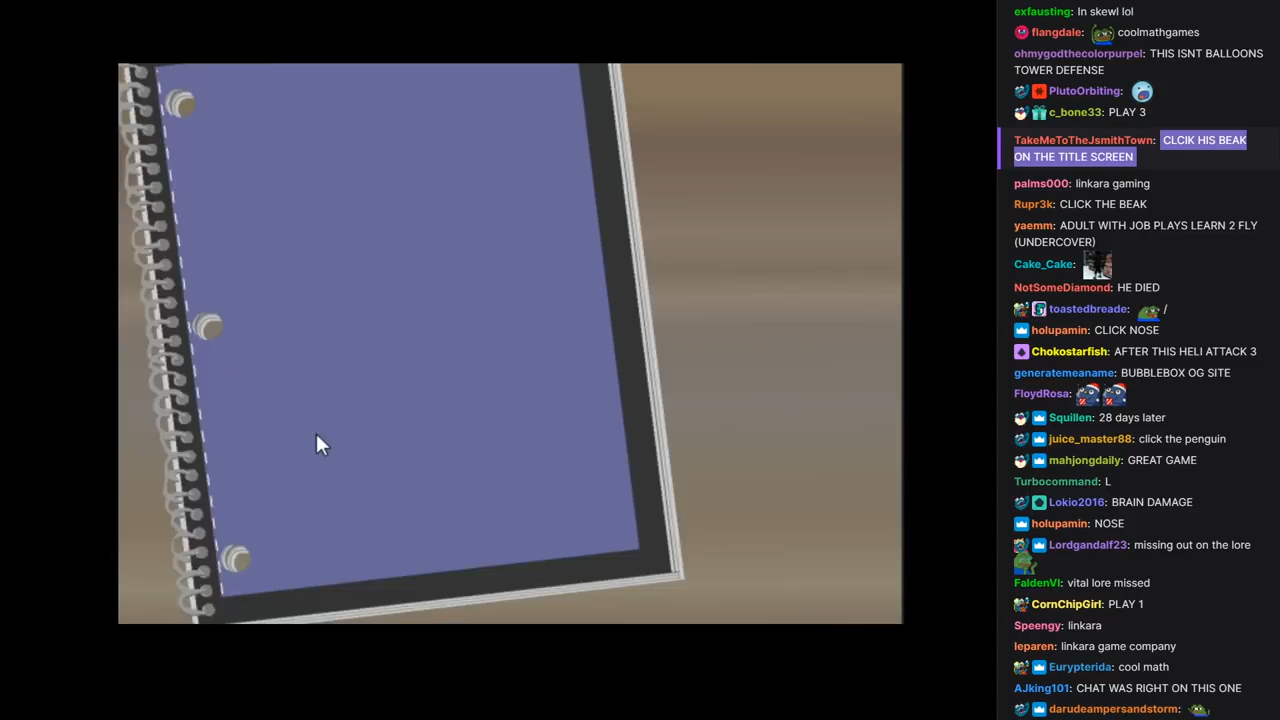 exfausting: In skewl lol
flangdale: coolmathgames
ohmygodthecolorpurpel: THIS ISNT BALLOONS
TOWER DEFENSE
PlutoOrbiting:
c_bone33: PLAY 3
TakeMeToTheJsmithTown: CLCIK HIS BEAK
ON THE TITLE SCREEN
palms000: linkara gaming
Rupr3k: CLICK THE BEAK
yaemm: ADULT WITH JOB PLAYS LEARN 2 FLY
(UNDERCOVER)
Cake_Cake:
NotSomeDiamond: HE DIED
toastedbreade: /
holupamin: CLICK NOSE
Chokostarfish: AFTER THIS HELI ATTACK 3
generatemeaname: BUBBLEBOX OG SITE
FloydRosa:
Squillen: 28 days later
juice_master88: click the penguin
mahjongdaily: GREAT GAME
Turbocommand: L
Lokio2016: BRAIN DAMAGE
holupamin: NOSE
Lordgandalf23: missing out on the lore
FaldenVI: vital lore missed
CornChipGirl: PLAY 1
Speengy: linkara
leparen: linkara game company
Eurypterida: cool math
AJking101: CHAT WAS RIGHT ON THIS ONE
darudeampersandstorm: